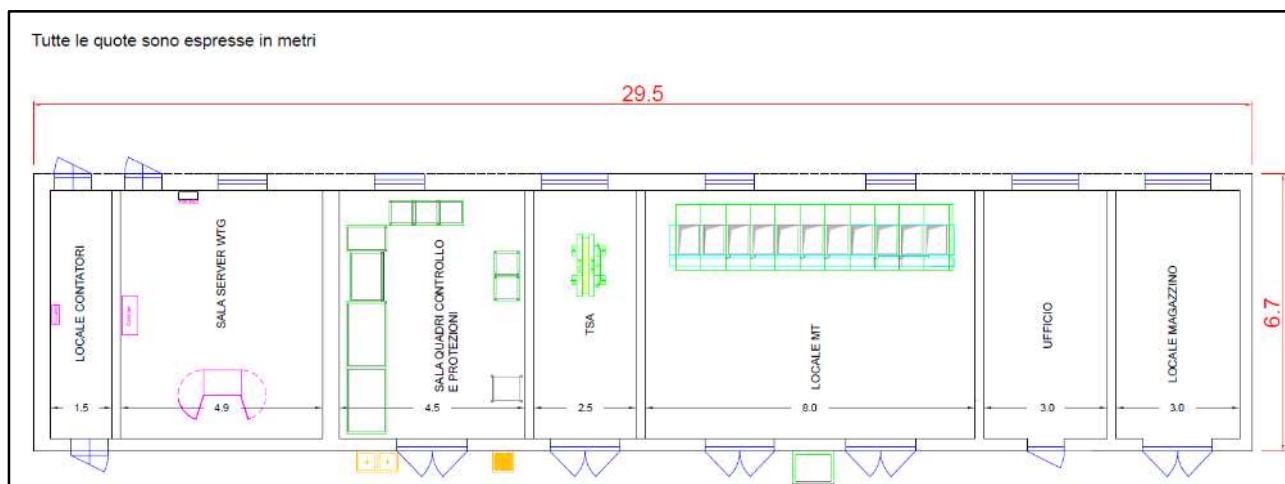 Tutte le quote sono espresse in metri
29.5
LOCALE CONTATORI
SALA SERVER WTG
SALA QUADRI CONTROLLO
E PROTEZIONI
TSA
LOCALE MT
UFFICIO
LOCALE MAGAZZINO
6.7
1.5
4.9
4.5
2.5
8.0
3.0
3.0